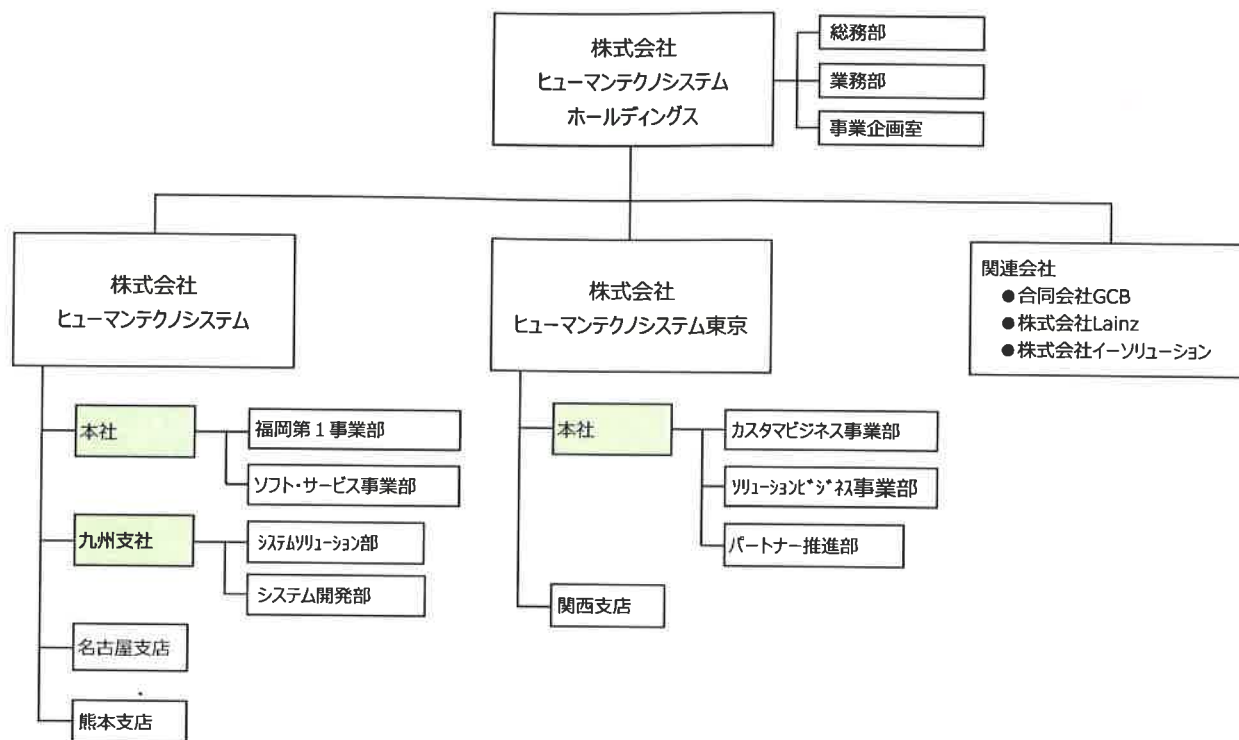 株式会社
ヒューマンテクノシステム
ホールディングス
総務部
業務部
事業企画室
株式会社
ヒューマンテクノシステム
株式会社
ヒューマンテクノシステム東京
関連会社
●合同会社GCB
●株式会社Lainz
●株式会社イーソリューション
本社
福岡第1事業部
ソフト・サービス事業部
九州支社
システムソリューション部
システム開発部
名古屋支店
熊本支店
本社
カスタマビジネス事業部
ソリューションビジネス事業部
パートナー推進部
関西支店